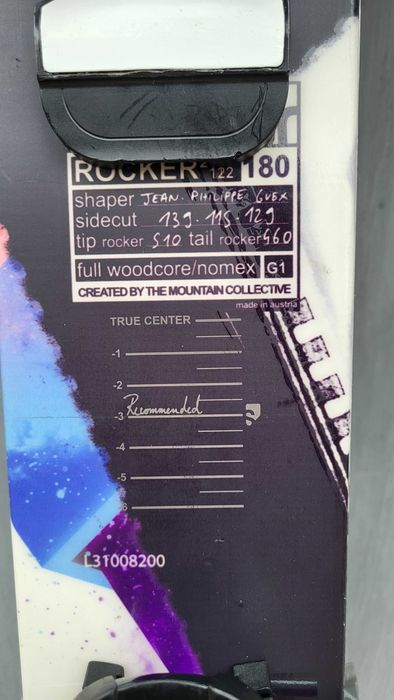 ROCKER² 122 180
shaper JEAN. PHILIPPE GUEX
sidecut 139.115.129
tip rocker 510 tail rocker 460
full woodcore/nomex G1
CREATED BY THE MOUNTAIN COLLECTIVE
made in austria
TRUE CENTER
-1
-2
-3 Recommended
-4
-5
-6
L31008200